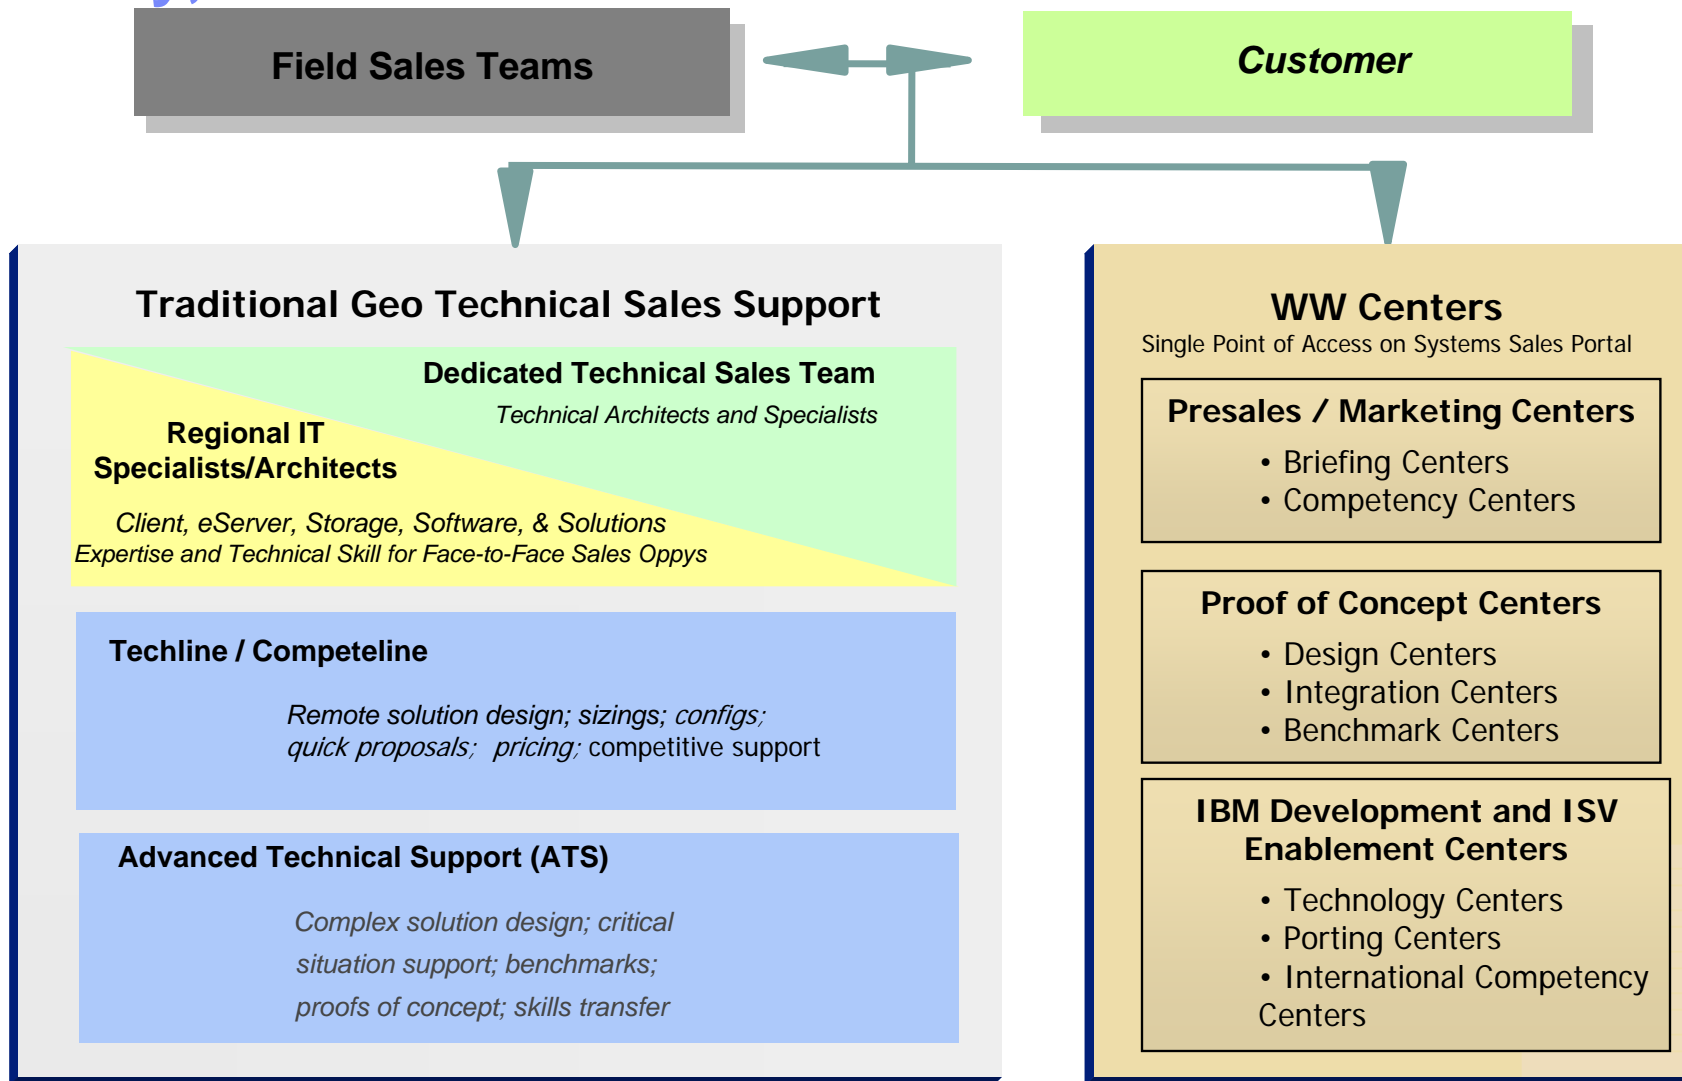 Field Sales Teams
Customer
Traditional Geo Technical Sales Support
Dedicated Technical Sales Team
Technical Architects and Specialists
Regional IT
Specialists/Architects
Client, eServer, Storage, Software, & Solutions
Expertise and Technical Skill for Face-to-Face Sales Oppys
Techline / Competeline
Remote solution design; sizings; configs;
quick proposals; pricing; competitive support
Advanced Technical Support (ATS)
Complex solution design; critical
situation support; benchmarks;
proofs of concept; skills transfer
WW Centers
Single Point of Access on Systems Sales Portal
Presales / Marketing Centers
• Briefing Centers
• Competency Centers
Proof of Concept Centers
• Design Centers
• Integration Centers
• Benchmark Centers
IBM Development and ISV
Enablement Centers
• Technology Centers
• Porting Centers
• International Competency
Centers